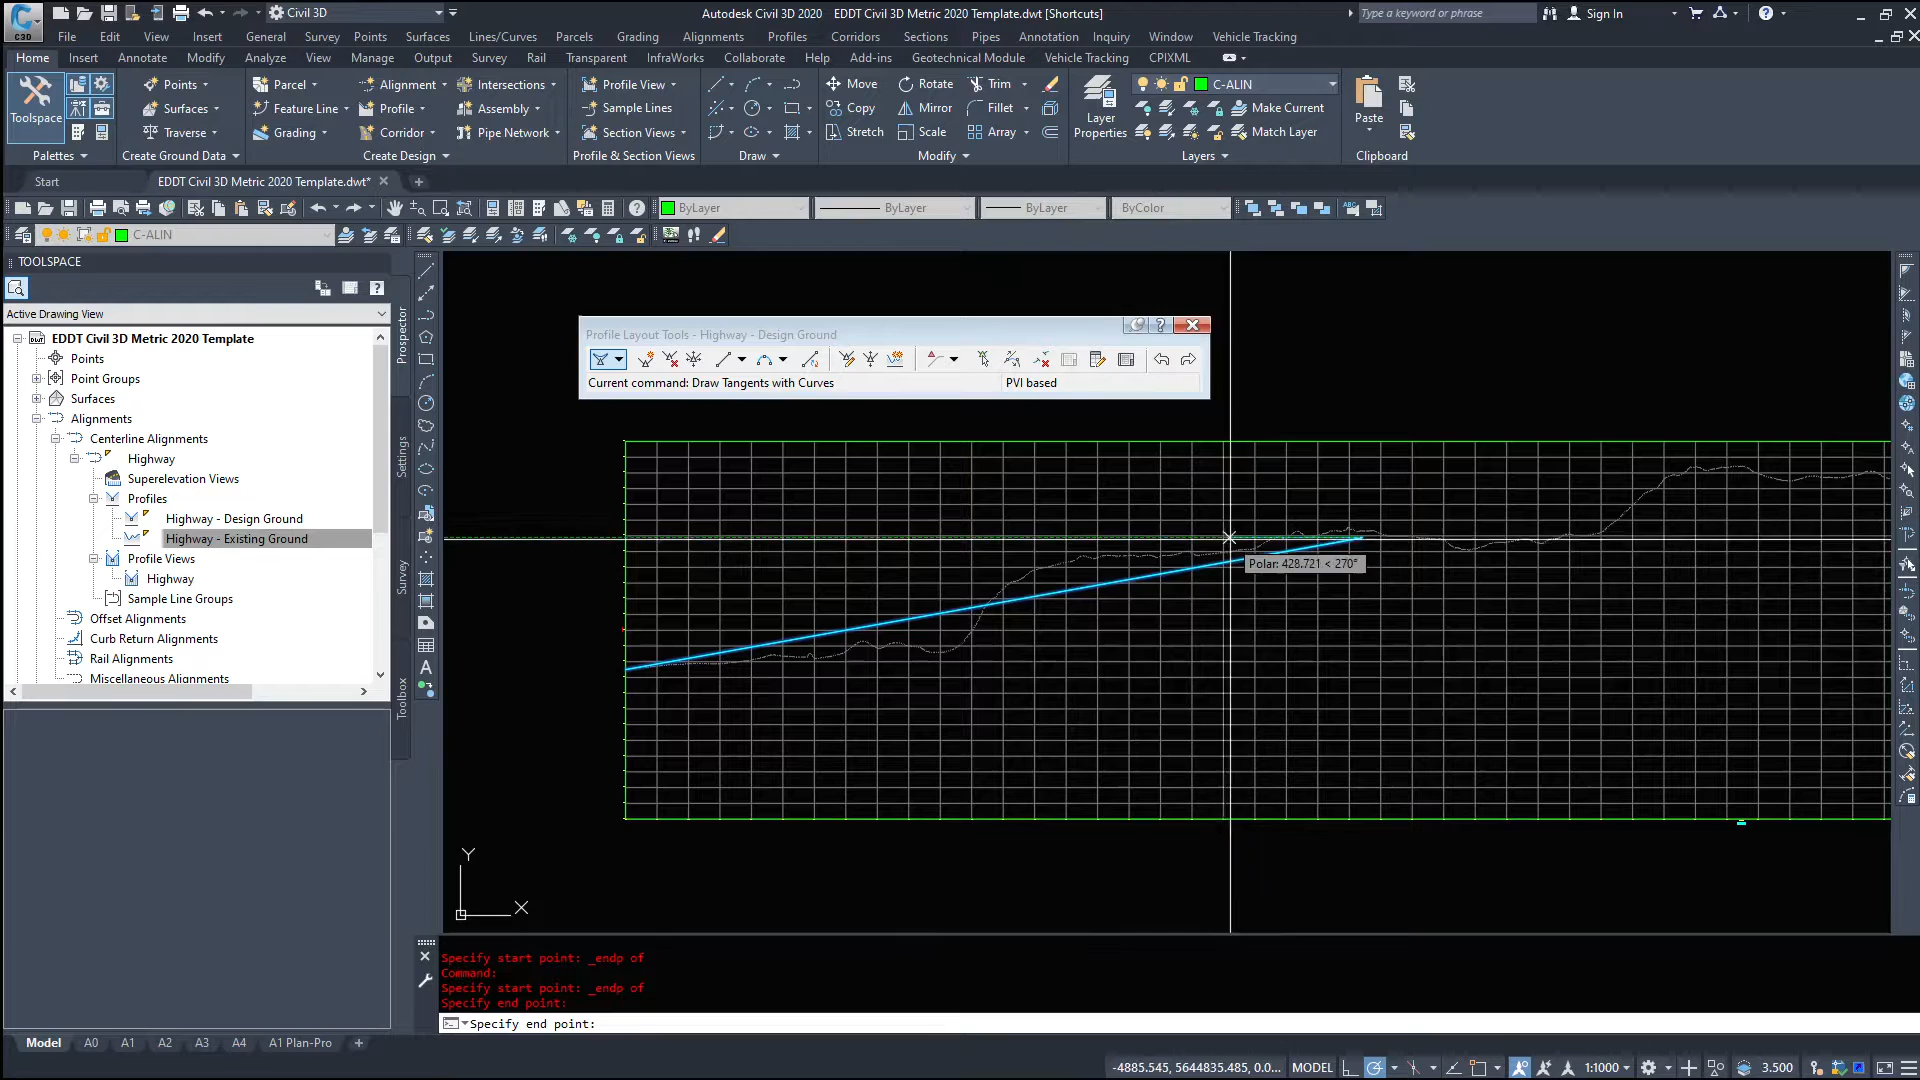 C3D
Civil 3D
Autodesk Civil 3D 2020 EDDT Civil 3D Metric 2020 Template.dwt [Shortcuts]
Type a keyword or phrase
Sign In
File Edit View Insert General Survey Points Surfaces Lines/Curves Parcels Grading Alignments Profiles Corridors Sections Pipes Annotation Inquiry Window Vehicle Tracking
Home Insert Annotate Modify Analyze View Manage Output Survey Rail Transparent InfraWorks Collaborate Help Add-ins Geotechnical Module Vehicle Tracking CPIXML
Points Parcel Alignment Intersections Profile View Move Rotate Trim C-ALIN
Surfaces Feature Line Profile Assembly Sample Lines Copy Mirror Fillet Make Current
Toolspace Layer Properties Paste
Traverse Grading Corridor Pipe Network Section Views Stretch Scale Array Match Layer
Palettes Create Ground Data Create Design Profile & Section Views Draw Modify Layers Clipboard
Start EDDT Civil 3D Metric 2020 Template.dwt*
ByLayer ByLayer ByLayer ByColor
C-ALIN
TOOLSPACE
Active Drawing View
EDDT Civil 3D Metric 2020 Template
Points
Point Groups
Surfaces
Alignments
Centerline Alignments
Highway
Superelevation Views
Profiles
Highway - Design Ground
Highway - Existing Ground
Profile Views
Highway
Sample Line Groups
Offset Alignments
Curb Return Alignments
Rail Alignments
Miscellaneous Alignments
Prospector
Settings
Survey
Toolbox
Profile Layout Tools - Highway - Design Ground
Current command: Draw Tangents with Curves PVI based
Polar: 428.721 < 270°
Y
X
Specify start point: _endp of
Command:
Specify start point: _endp of
Specify end point:
Specify end point:
Model A0 A1 A2 A3 A4 A1 Plan-Pro
-4885.545, 5644835.485, 0.0... MODEL 1:1000 3.500